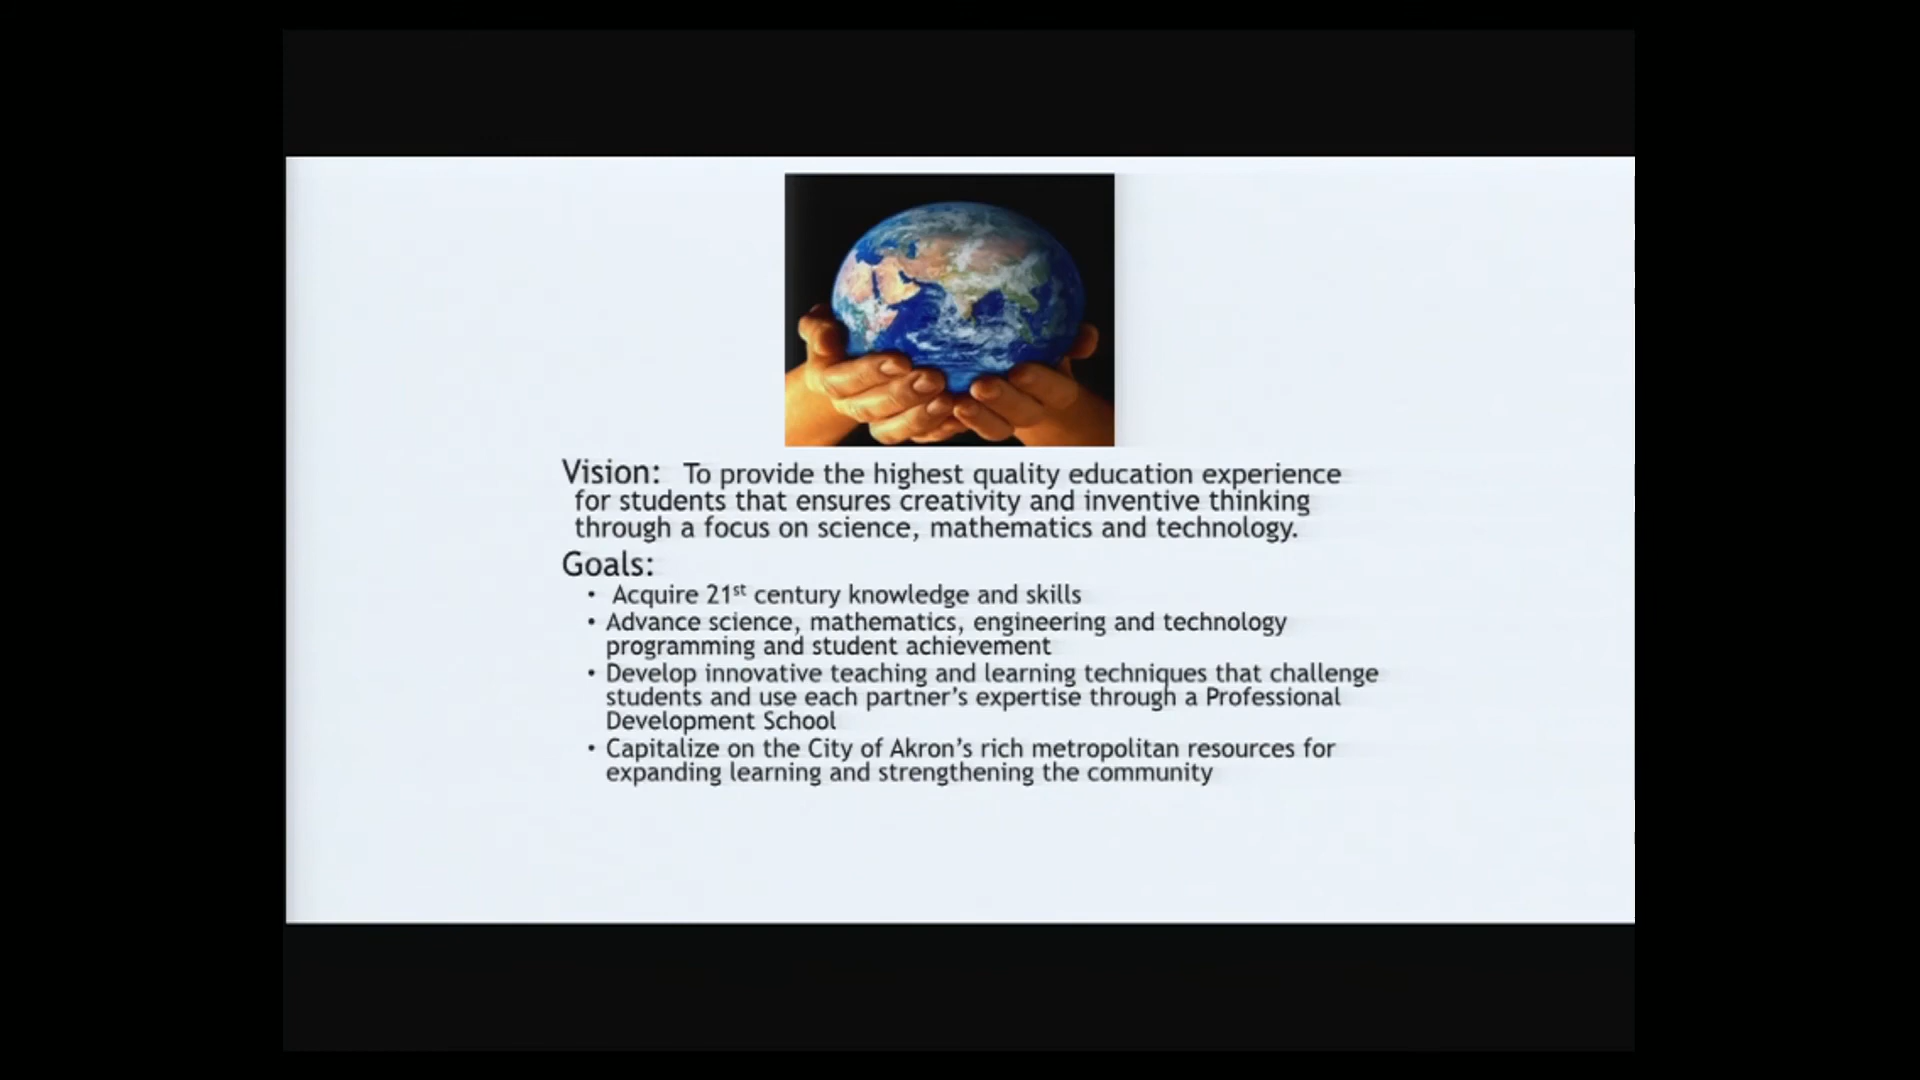 Vision: To provide the highest quality education experience
for students that ensures creativity and inventive thinking
through a focus on science, mathematics and technology.
Goals:
• Acquire 21st century knowledge and skills
• Advance science, mathematics, engineering and technology
programming and student achievement
• Develop innovative teaching and learning techniques that challenge
students and use each partner’s expertise through a Professional
Development School
• Capitalize on the City of Akron’s rich metropolitan resources for
expanding learning and strengthening the community